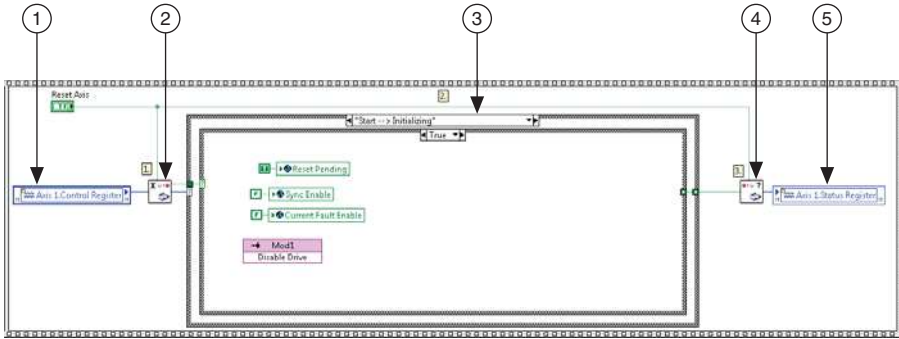 1
2
3
4
5
Reset Axis
2.
"Start --> Initializing"
True
1.
3.
Reset Pending
Axis 1.Control Register
Axis 1.Status Register
Sync Enable
F
Current Fault Enable
F
Mod1
Disable Drive